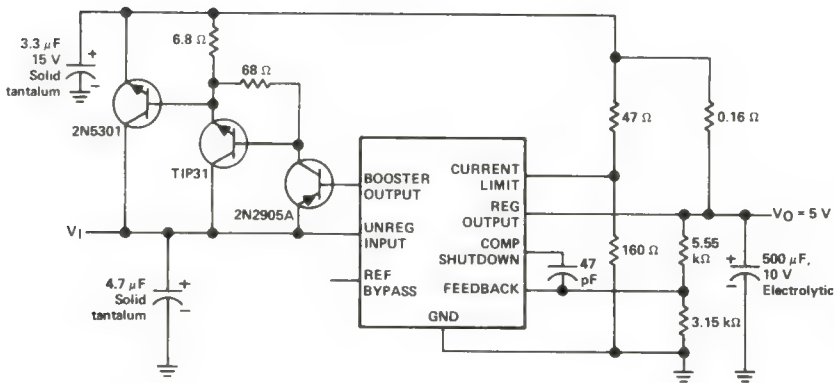 3.3 μF
15 V
Solid
tantalum
+
−
6.8 Ω
68 Ω
2N5301
TIP31
2N2905A
BOOSTER
OUTPUT
UNREG
INPUT
REF
BYPASS
CURRENT
LIMIT
REG
OUTPUT
COMP
SHUTDOWN
FEEDBACK
GND
47 Ω
0.16 Ω
160 Ω
47
pF
5.55
kΩ
3.15 kΩ
VO = 5 V
500 μF,
10 V
Electrolytic
+
−
VI
4.7 μF
Solid
tantalum
+
−